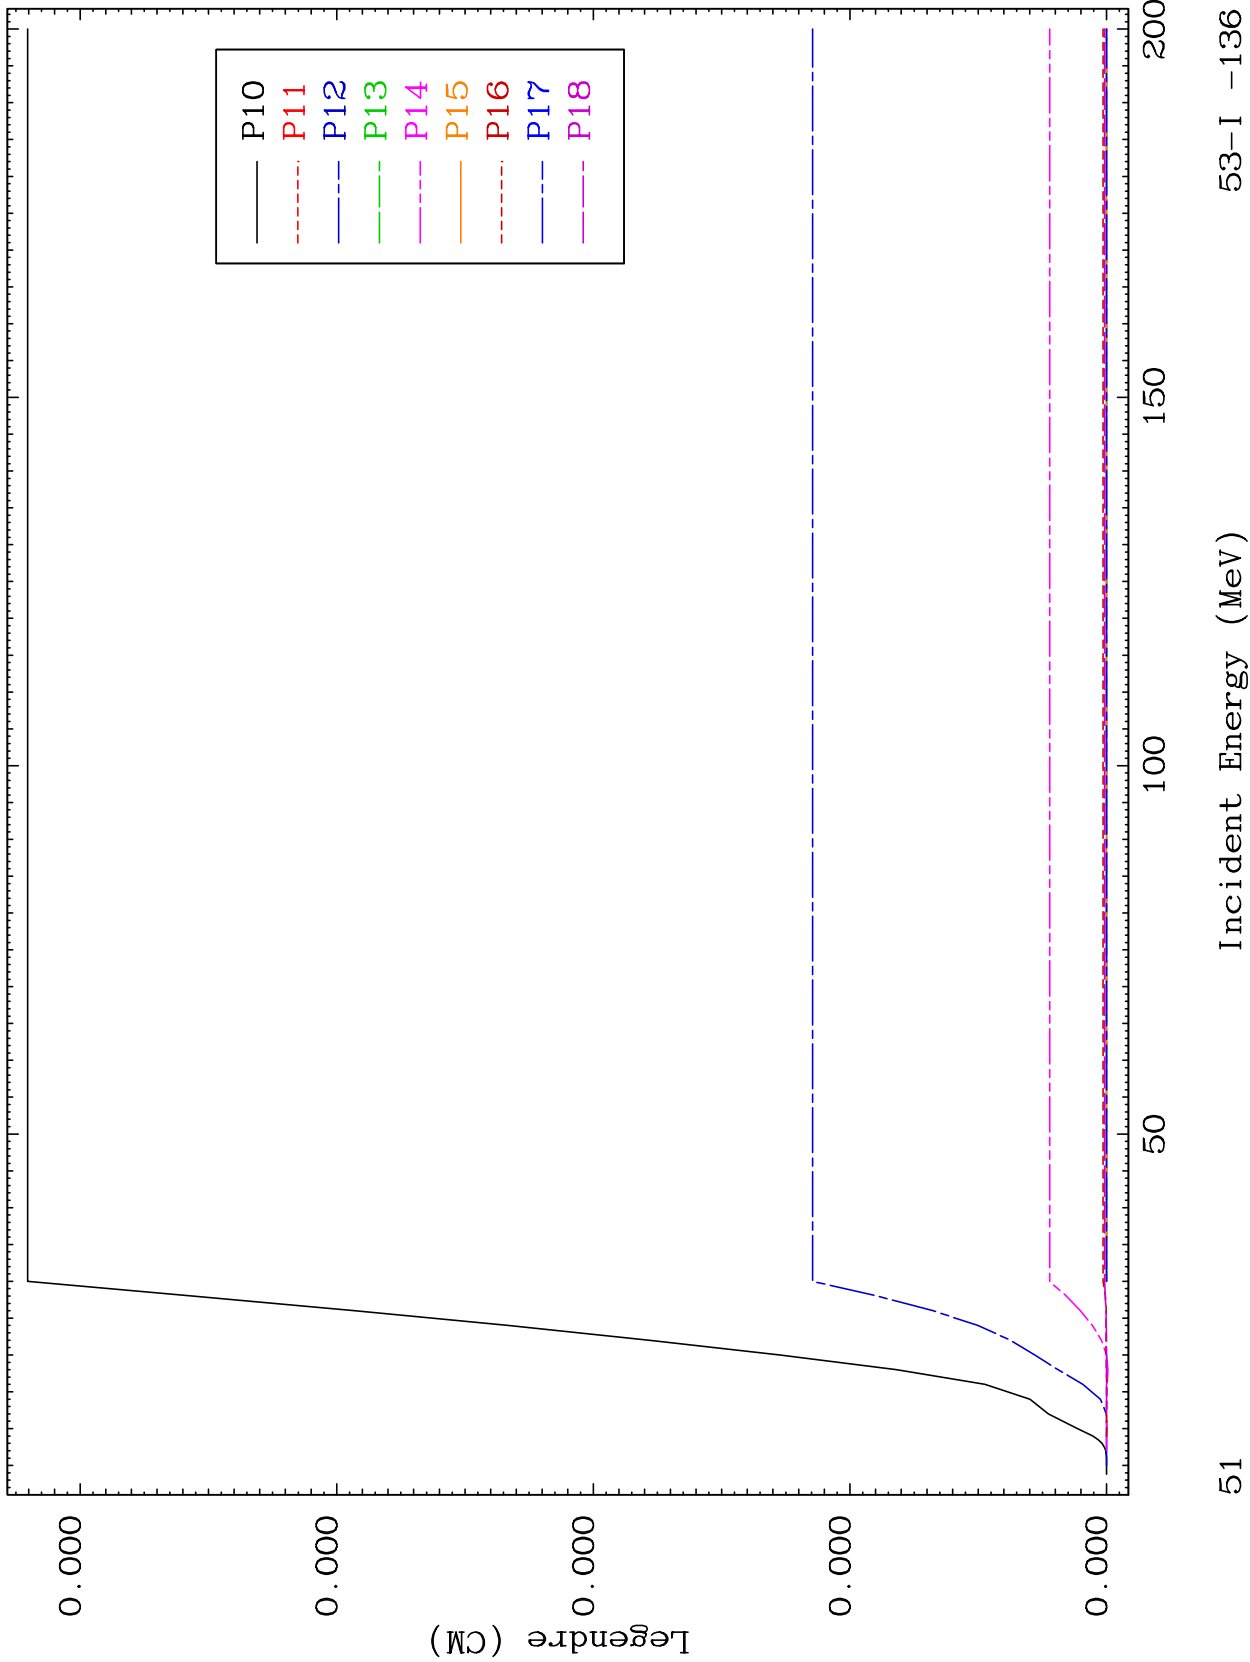 Legendre (CM)
0.000
0.000
0.000
0.000
0.000
P10
P11
P12
P13
P14
P15
P16
P17
P18
50
100
150
200
Incident Energy (MeV)
51
53-I -136